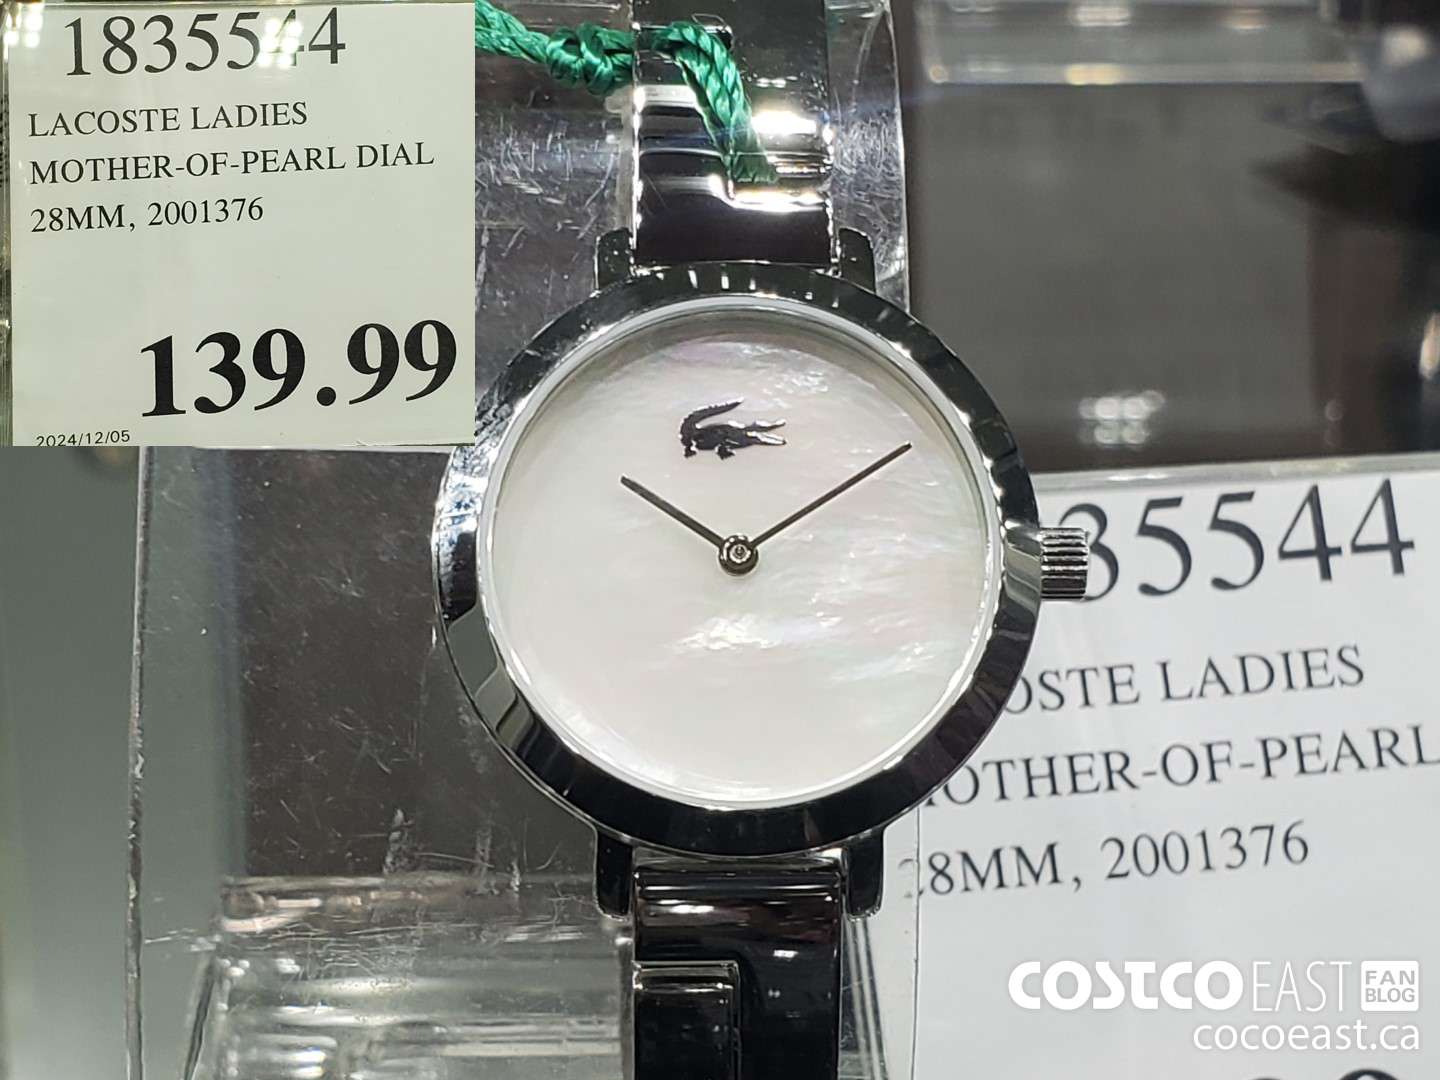 1835544
LACOSTE LADIES
MOTHER-OF-PEARL DIAL
28MM, 2001376
139.99
2024/12/05
35544
OSTE LADIES
OTHER-OF-PEARL
28MM, 2001376
COSTCO EAST FAN BLOG
cocoeast.ca